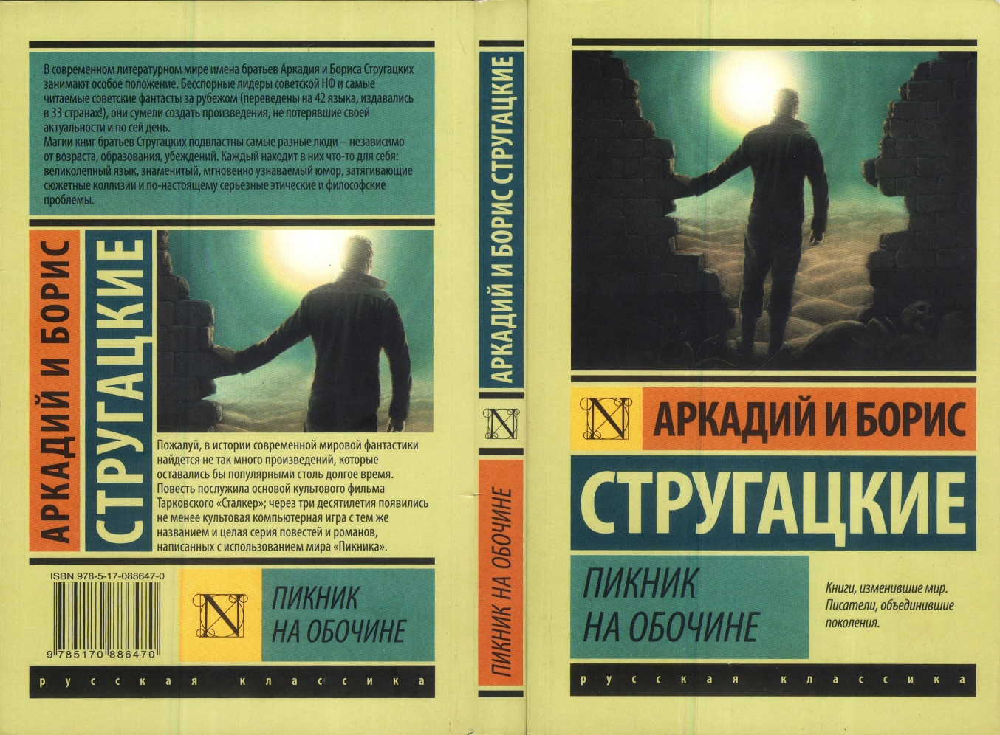 В современном литературном мире имена братьев Аркадия и Бориса Стругацких
занимают особое положение. Бесспорные лидеры советской НФ и самые
читаемые советские фантасты за рубежом (переведены на 42 языка, издавались
в 33 странах!), они сумели создать произведения, не потерявшие своей
актуальности и по сей день.
Магии книг братьев Стругацких подвластны самые разные люди – независимо
от возраста, образования, убеждений. Каждый находит в них что-то для себя:
великолепный язык, знаменитый, мгновенно узнаваемый юмор, затягивающие
сюжетные коллизии и по-настоящему серьезные этические и философские
проблемы.
АРКАДИЙ И БОРИС
СТРУГАЦКИЕ
Пожалуй, в истории современной мировой фантастики
найдется не так много произведений, которые
оставались бы популярными столь долгое время.
Повесть послужила основой культового фильма
Тарковского «Сталкер»; через три десятилетия появились
не менее культовая компьютерная игра с тем же
названием и целая серия повестей и романов,
написанных с использованием мира «Пикника».
ISBN 978-5-17-088647-0
9 785170 886470
N
ПИКНИК
НА ОБОЧИНЕ
русская классика
АРКАДИЙ И БОРИС СТРУГАЦКИЕ
N
ПИКНИК НА ОБОЧИНЕ
N
АРКАДИЙ И БОРИС
СТРУГАЦКИЕ
ПИКНИК
НА ОБОЧИНЕ
Книги, изменившие мир.
Писатели, объединившие
поколения.
русская классика